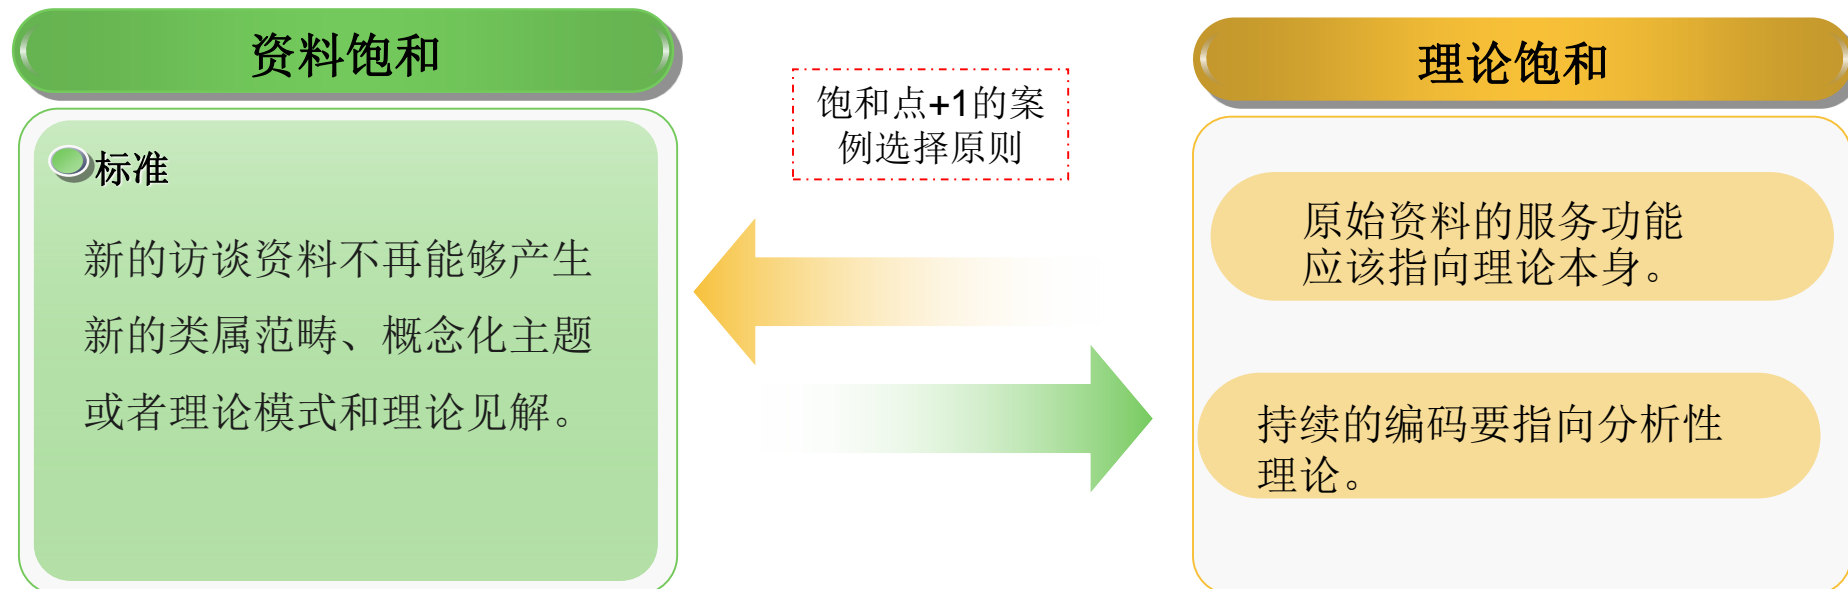 资料饱和
标准
新的访谈资料不再能够产生
新的类属范畴、概念化主题
或者理论模式和理论见解。
饱和点+1的案
例选择原则
理论饱和
原始资料的服务功能
应该指向理论本身。
持续的编码要指向分析性
理论。